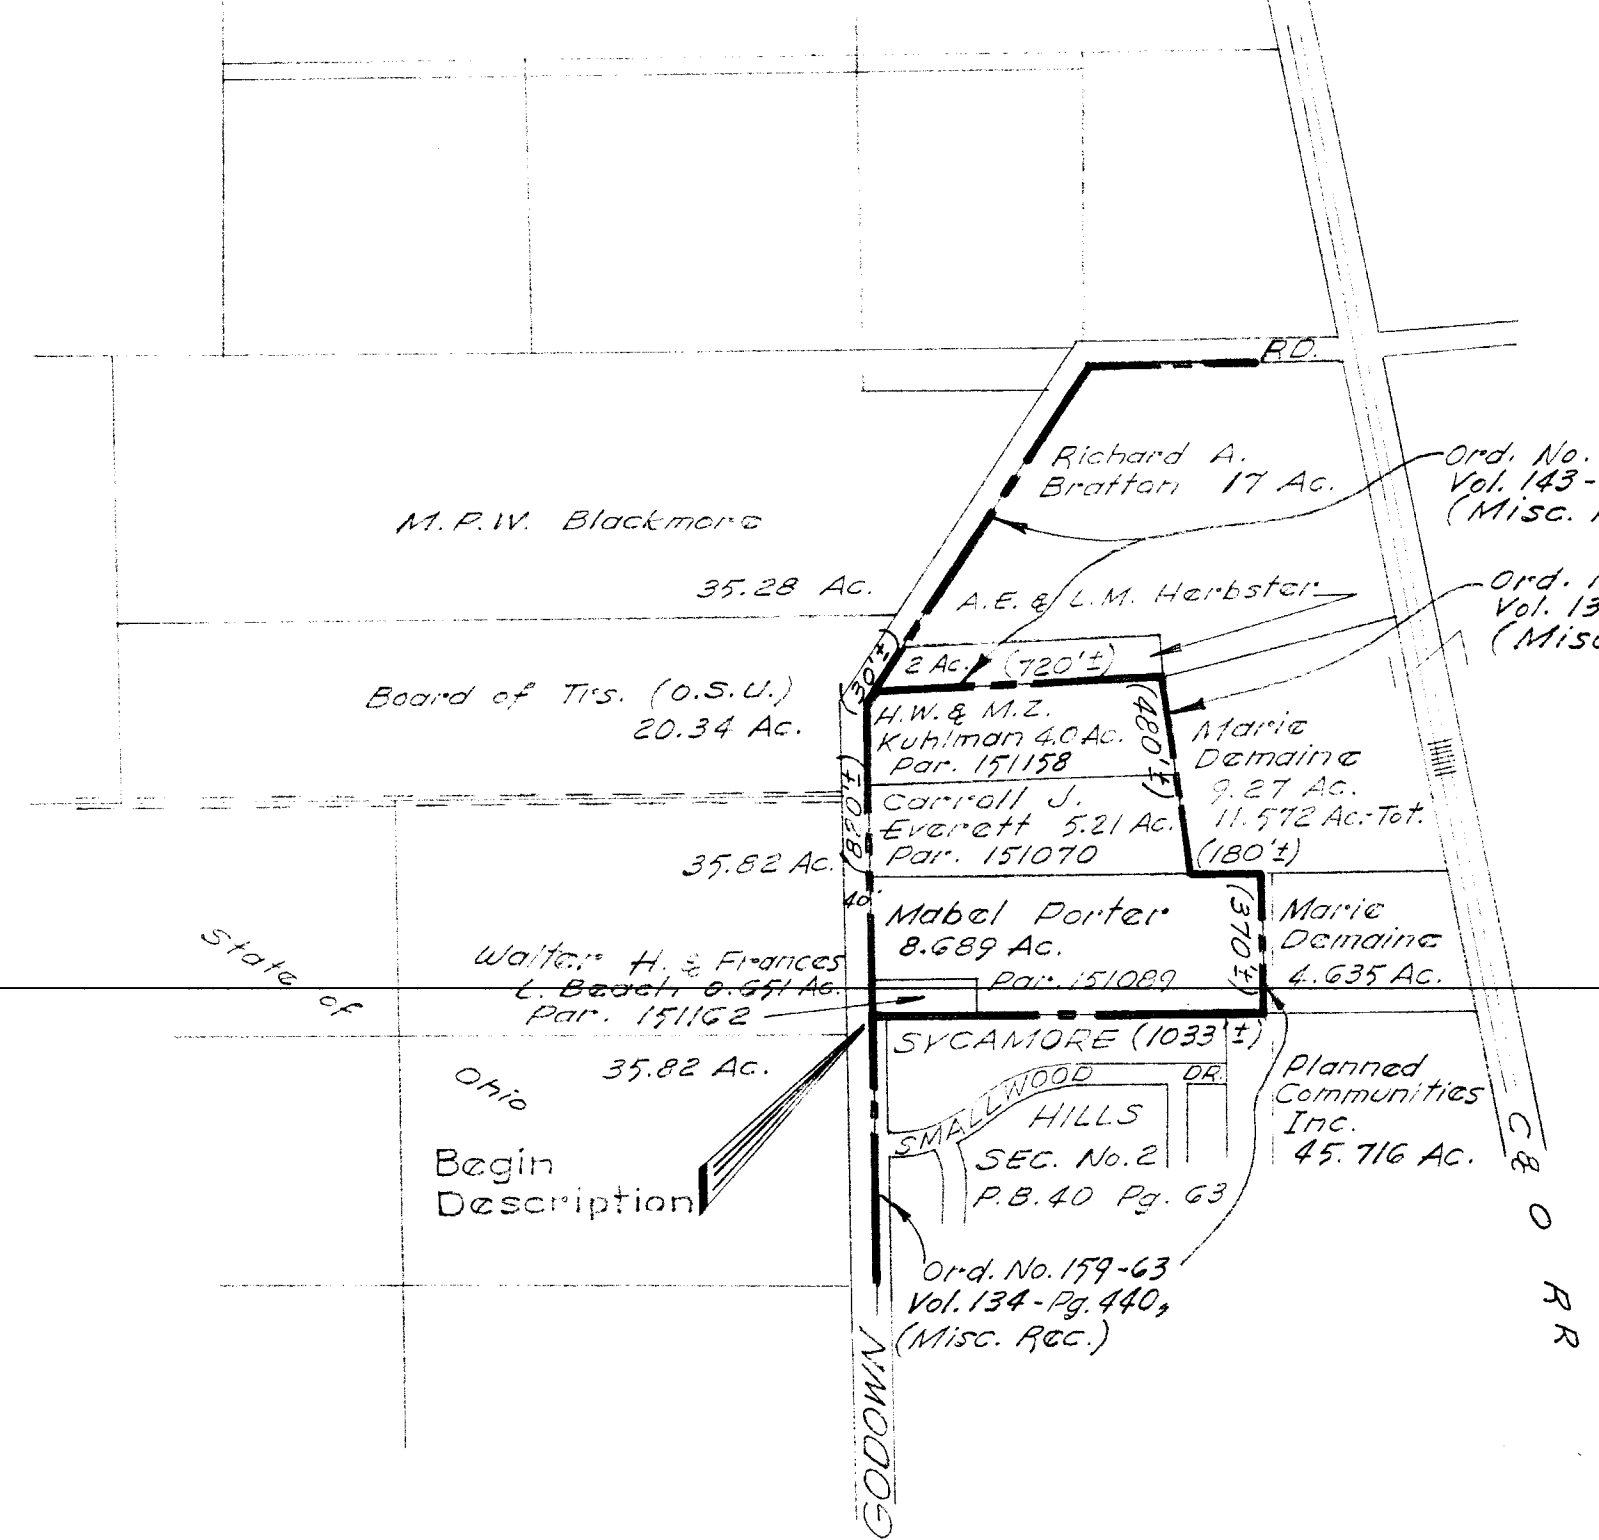 RD.
Richard A.
Bratton 17 Ac.
Ord. No.
Vol. 143-
(Misc.
M.P.W. Blackmore
35.28 Ac.
A.E. & L.M. Herbster
Ord.
Vol. 13
(Misc
(30'±)
2 Ac. (720'±)
Board of Trs. (O.S.U.)
20.34 Ac.
H.W. & M.Z.
Kuhlman 4.0 Ac.
Par. 151158
(480'±)
Marie
Demaine
9.27 Ac.
11.572 Ac.-Tot.
Carroll J.
Everett 5.21 Ac.
Par. 151070
(180'±)
35.82 Ac.
40'
Mabel Porter
8.689 Ac.
Par. 151089
(370'±)
Marie
Demaine
4.635 Ac.
State of
Ohio
Walter H. & Frances
L. Beach 0.651 Ac.
Par. 151162
35.82 Ac.
SYCAMORE (1033'±)
SMALLWOOD DR.
HILLS
SEC. No. 2
P.B. 40 Pg. 63
Planned
Communities
Inc.
45.716 Ac.
Begin
Description
C & O RR
Ord. No. 159-63
Vol. 134-Pg. 440,
(Misc. Rec.)
GODOWN